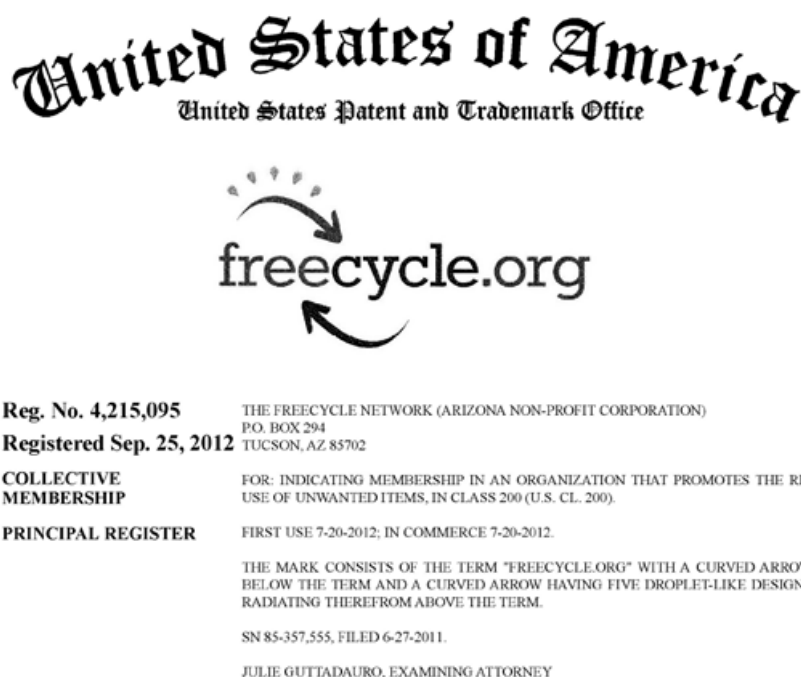 United States of America
United States Patent and Trademark Office
freecycle.org
Reg. No. 4,215,095
Registered Sep. 25, 2012
COLLECTIVE
MEMBERSHIP
PRINCIPAL REGISTER
THE FREECYCLE NETWORK (ARIZONA NON-PROFIT CORPORATION)
P.O. BOX 294
TUCSON, AZ 85702
FOR: INDICATING MEMBERSHIP IN AN ORGANIZATION THAT PROMOTES THE
USE OF UNWANTED ITEMS, IN CLASS 200 (U.S. CL. 200).
FIRST USE 7-20-2012; IN COMMERCE 7-20-2012.
THE MARK CONSISTS OF THE TERM "FREECYCLE.ORG" WITH A CURVED ARROW
BELOW THE TERM AND A CURVED ARROW HAVING FIVE DROPLET-LIKE DESIGN
RADIATING THEREFROM ABOVE THE TERM.
SN 85-357,555, FILED 6-27-2011.
JULIE GUTTADAURO, EXAMINING ATTORNEY